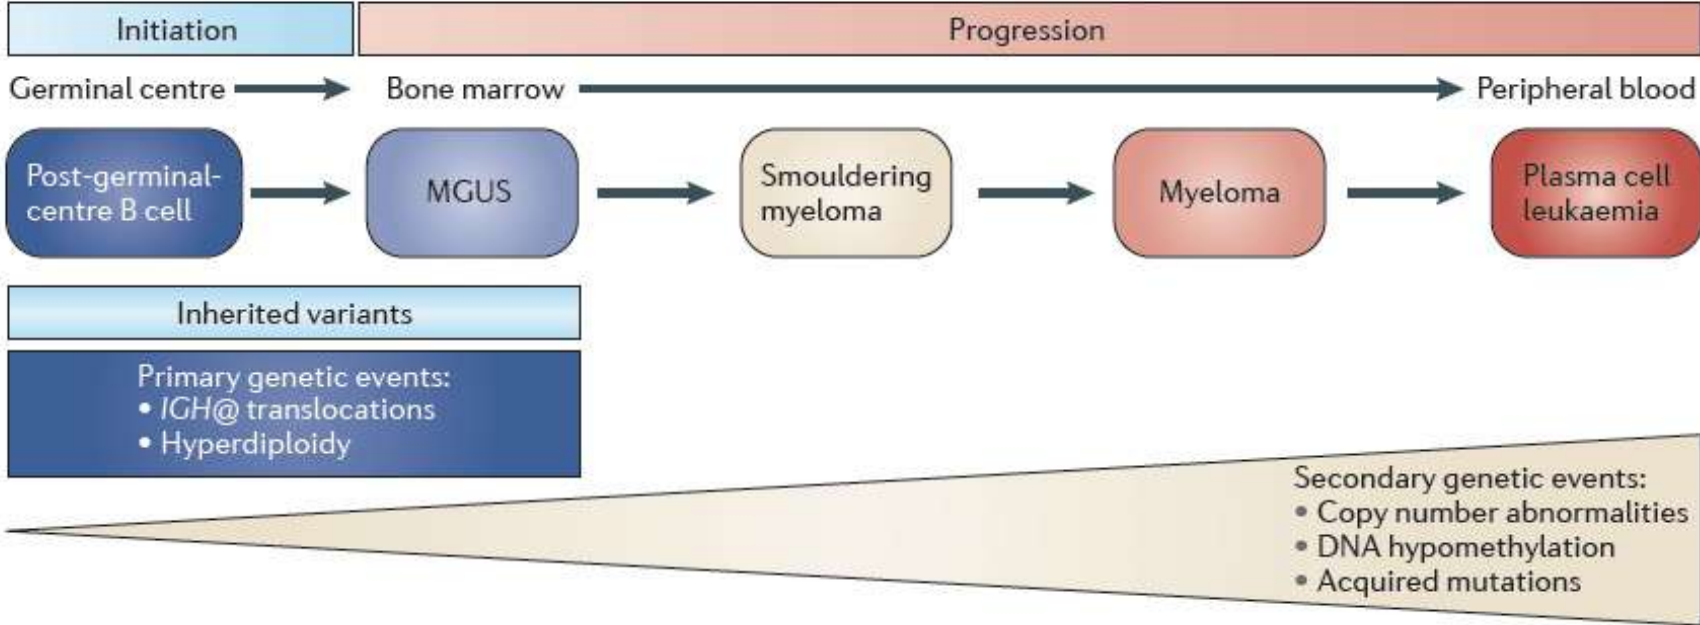 Initiation
Progression
Germinal centre
Bone marrow
Peripheral blood
Post-germinal-
centre B cell
MGUS
Smouldering
myeloma
Myeloma
Plasma cell
leukaemia
Inherited variants
Primary genetic events:
• IGH@ translocations
• Hyperdiploidy
Secondary genetic events:
• Copy number abnormalities
• DNA hypomethylation
• Acquired mutations